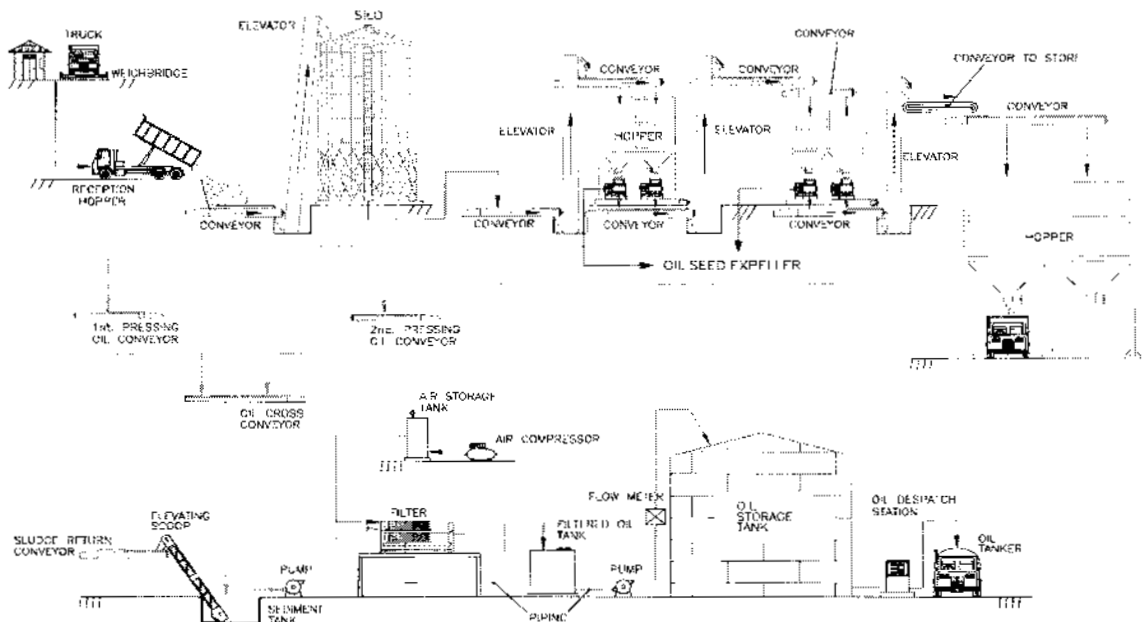 TRUCK
WEIGHBRIDGE
RECEPTION
HOPPER
ELEVATOR
SILO
CONVEYOR
CONVEYOR
CONVEYOR
ELEVATOR
HOPPER
CONVEYOR
CONVEYOR
ELEVATOR
CONVEYOR
CONVEYOR
OIL SEED EXPELLER
CONVEYOR TO STORE
CONVEYOR
ELEVATOR
HOPPER
1st. PRESSING
OIL CONVEYOR
2nd. PRESSING
OIL CONVEYOR
OIL CROSS
CONVEYOR
AIR STORAGE
TANK
AIR COMPRESSOR
SLUDGE RETURN
CONVEYOR
ELEVATING
SCOOP
SEDIMENT
TANK
PUMP
FILTER
PIPING
FILTERED OIL
TANK
FLOW METER
PUMP
OIL
STORAGE
TANK
OIL DESPATCH
STATION
OIL
TANKER